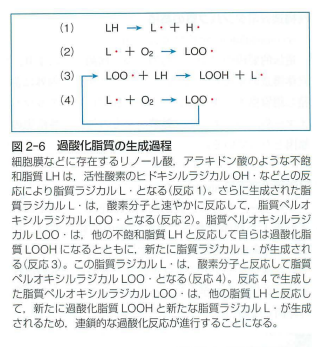 (1) LH → L・ + H・
(2) L・ + O₂ → LOO・
(3) LOO・ + LH → LOOH + L・
(4) L・ + O₂ → LOO・
図 2-6 過酸化脂質の生成過程
細胞膜などに存在するリノール酸，アラキドン酸のような不飽
和脂質 LH は，活性酸素のヒドキシルラジカル OH・などとの反
応により脂質ラジカル L・となる(反応 1)。さらに生成された脂
質ラジカル L・は，酸素分子と速やかに反応して，脂質ペルオ
キシルラジカル LOO・となる(反応 2)。脂質ペルオキシルラジ
カル LOO・は，他の不飽和脂質 LH と反応して自らは過酸化脂
質 LOOH になるとともに，新たに脂質ラジカル L・が生成され
る(反応 3)。この脂質ラジカル L・は，酸素分子と反応して脂質
ペルオキシルラジカル LOO・となる(反応 4)。反応 4 で生成し
た脂質ペルオキシルラジカル LOO・は，他の脂質 LH と反応し
て，新たに過酸化脂質 LOOH と新たな脂質ラジカル L・が生成
されるため，連鎖的な過酸化反応が進行することになる。